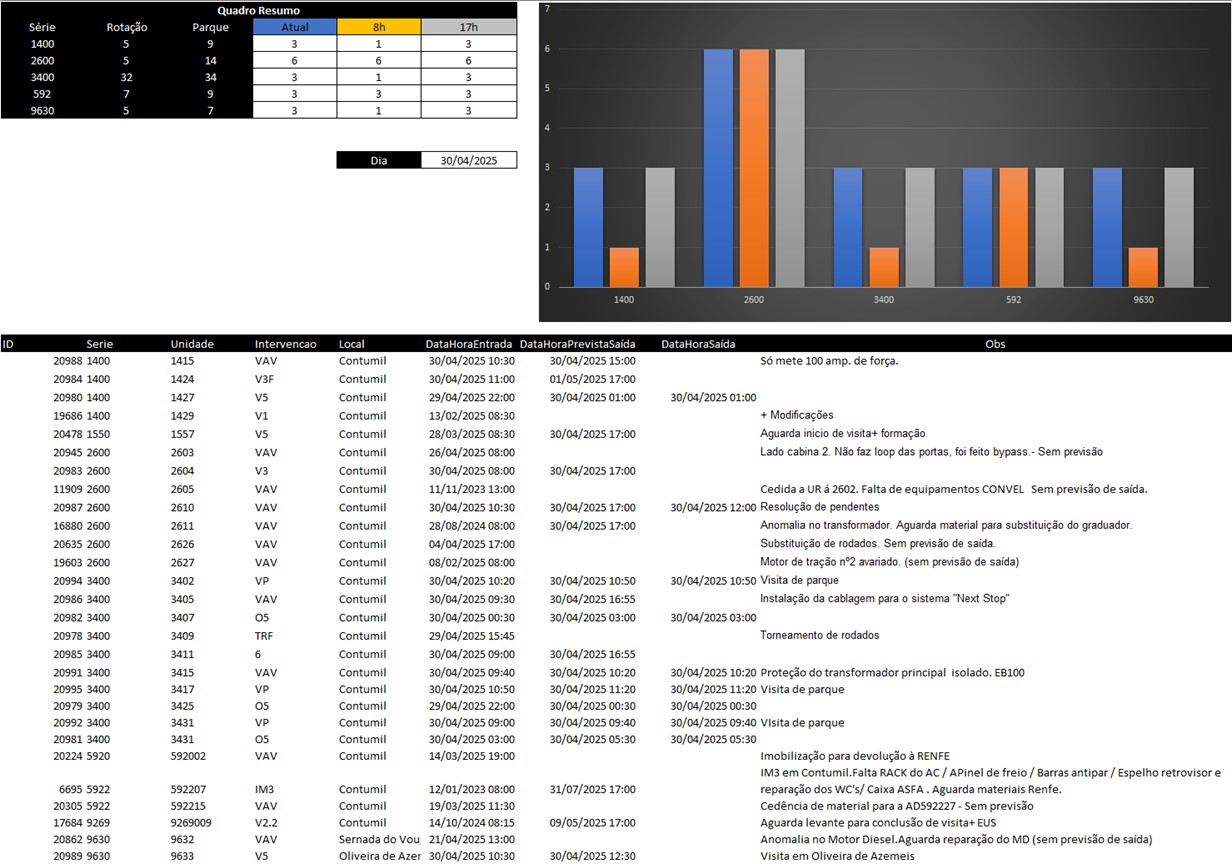 Quadro Resumo
Série Rotação Parque Atual 8h 17h
1400 5 9 3 1 3
2600 5 14 6 6 6
3400 32 34 3 1 3
592 7 9 3 3 3
9630 5 7 3 1 3
Dia 30/04/2025
7
6
5
4
3
2
1
0
1400 2600 3400 592 9630
ID Serie Unidade Intervencao Local DataHoraEntrada DataHoraPrevistaSaída DataHoraSaída Obs
20988 1400 1415 VAV Contumil 30/04/2025 10:30 30/04/2025 15:00 Só mete 100 amp. de força.
20984 1400 1424 V3F Contumil 30/04/2025 11:00 01/05/2025 17:00
20980 1400 1427 V5 Contumil 29/04/2025 22:00 30/04/2025 01:00 30/04/2025 01:00
19686 1400 1429 V1 Contumil 13/02/2025 08:30 + Modificações
20478 1550 1557 V5 Contumil 28/03/2025 08:30 30/04/2025 17:00 Aguarda inicio de visita+ formação
20945 2600 2603 VAV Contumil 26/04/2025 08:00 Lado cabina 2. Não faz loop das portas, foi feito bypass.- Sem previsão
20983 2600 2604 V3 Contumil 30/04/2025 08:00 30/04/2025 17:00
11909 2600 2605 VAV Contumil 11/11/2023 13:00 Cedida a UR á 2602. Falta de equipamentos CONVEL Sem previsão de saída.
20987 2600 2610 VAV Contumil 30/04/2025 10:30 30/04/2025 17:00 30/04/2025 12:00 Resolução de pendentes
16880 2600 2611 VAV Contumil 28/08/2024 08:00 30/04/2025 17:00 Anomalia no transformador. Aguarda material para substituição do graduador.
20635 2600 2626 VAV Contumil 04/04/2025 17:00 Substituição de rodados. Sem previsão de saída.
19603 2600 2627 VAV Contumil 08/02/2025 08:00 Motor de tração nº2 avariado. (sem previsão de saída)
20994 3400 3402 VP Contumil 30/04/2025 10:20 30/04/2025 10:50 30/04/2025 10:50 Visita de parque
20986 3400 3405 VAV Contumil 30/04/2025 09:30 30/04/2025 16:55 Instalação da cablagem para o sistema "Next Stop"
20982 3400 3407 O5 Contumil 30/04/2025 00:30 30/04/2025 03:00 30/04/2025 03:00
20978 3400 3409 TRF Contumil 29/04/2025 15:45 Torneamento de rodados
20985 3400 3411 6 Contumil 30/04/2025 09:00 30/04/2025 16:55
20991 3400 3415 VAV Contumil 30/04/2025 09:40 30/04/2025 10:20 30/04/2025 10:20 Proteção do transformador principal isolado. EB100
20995 3400 3417 VP Contumil 30/04/2025 10:50 30/04/2025 11:20 30/04/2025 11:20 Visita de parque
20979 3400 3425 O5 Contumil 29/04/2025 22:00 30/04/2025 00:30 30/04/2025 00:30
20992 3400 3431 VP Contumil 30/04/2025 09:00 30/04/2025 09:40 30/04/2025 09:40 VIsita de parque
20981 3400 3431 O5 Contumil 30/04/2025 03:00 30/04/2025 05:30 30/04/2025 05:30
20224 5920 592002 VAV Contumil 14/03/2025 19:00 Imobilização para devolução à RENFE
IM3 em Contumil.Falta RACK do AC / APinel de freio / Barras antipar / Espelho retrovisor e
6695 5922 592207 IM3 Contumil 12/01/2023 08:00 31/07/2025 17:00 reparação dos WC's/ Caixa ASFA . Aguarda materiais Renfe.
20305 5922 592215 VAV Contumil 19/03/2025 11:30 Cedência de material para a AD592227 - Sem previsão
17684 9269 9269009 V2.2 Contumil 14/10/2024 08:15 09/05/2025 17:00 Aguarda levante para conclusão de visita+ EUS
20862 9630 9632 VAV Sernada do Vou 21/04/2025 13:00 Anomalia no Motor Diesel.Aguarda reparação do MD (sem previsão de saída)
20989 9630 9633 V5 Oliveira de Azer 30/04/2025 10:30 30/04/2025 12:30 Visita em Oliveira de Azemeis